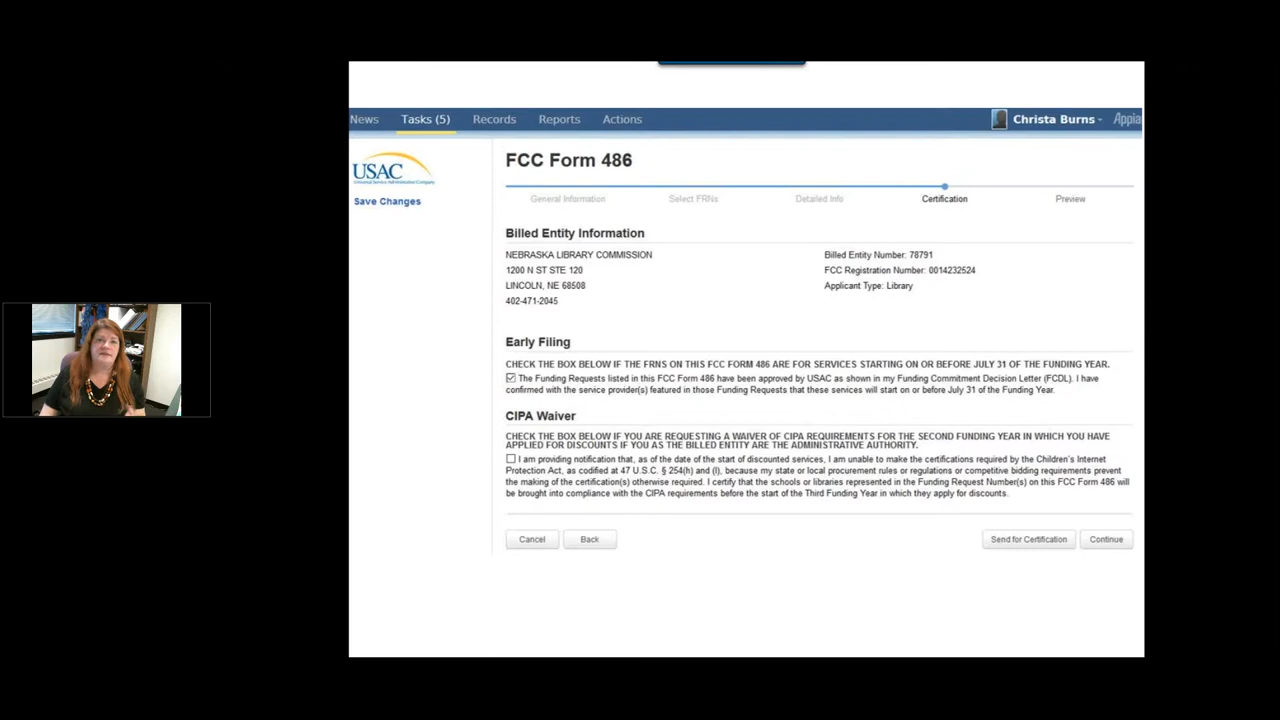 News Tasks (5) Records Reports Actions Christa Burns
USAC
Universal Service Administrative Company
Save Changes
FCC Form 486
General Information Select FRNs Detailed Info Certification Preview
Billed Entity Information
NEBRASKA LIBRARY COMMISSION Billed Entity Number: 78791
1200 N ST STE 120 FCC Registration Number: 0014232524
LINCOLN, NE 68508 Applicant Type: Library
402-471-2045
Early Filing
CHECK THE BOX BELOW IF THE FRNS ON THIS FCC FORM 486 ARE FOR SERVICES STARTING ON OR BEFORE JULY 31 OF THE FUNDING YEAR.
The Funding Requests listed in this FCC Form 486 have been approved by USAC as shown in my Funding Commitment Decision Letter (FCDL). I have
confirmed with the service provider(s) featured in those Funding Requests that these services will start on or before July 31 of the Funding Year.
CIPA Waiver
CHECK THE BOX BELOW IF YOU ARE REQUESTING A WAIVER OF CIPA REQUIREMENTS FOR THE SECOND FUNDING YEAR IN WHICH YOU HAVE
APPLIED FOR DISCOUNTS IF YOU AS THE BILLED ENTITY ARE THE ADMINISTRATIVE AUTHORITY.
I am providing notification that, as of the date of the start of discounted services, I am unable to make the certifications required by the Children's Internet
Protection Act, as codified at 47 U.S.C. § 254(h) and (l), because my state or local procurement rules or regulations or competitive bidding requirements prevent
the making of the certification(s) otherwise required. I certify that the schools or libraries represented in the Funding Request Number(s) on this FCC Form 486 will
be brought into compliance with the CIPA requirements before the start of the Third Funding Year in which they apply for discounts.
Cancel Back Send for Certification Continue